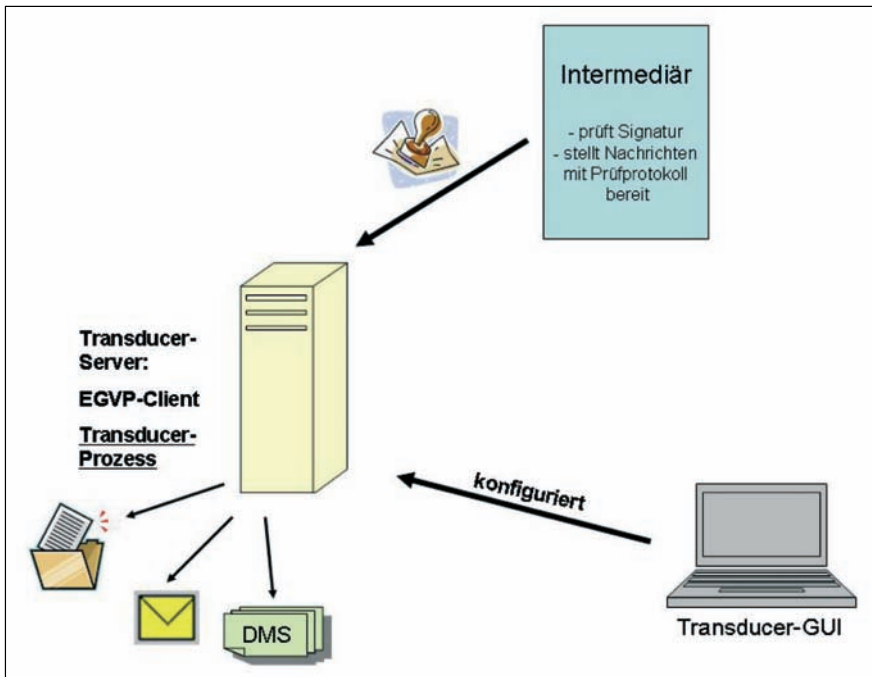 Intermediär
- prüft Signatur
- stellt Nachrichten
mit Prüfprotokoll
bereit
Transducer-
Server:
EGVP-Client
Transducer-
Prozess
konfiguriert
DMS
Transducer-GUI